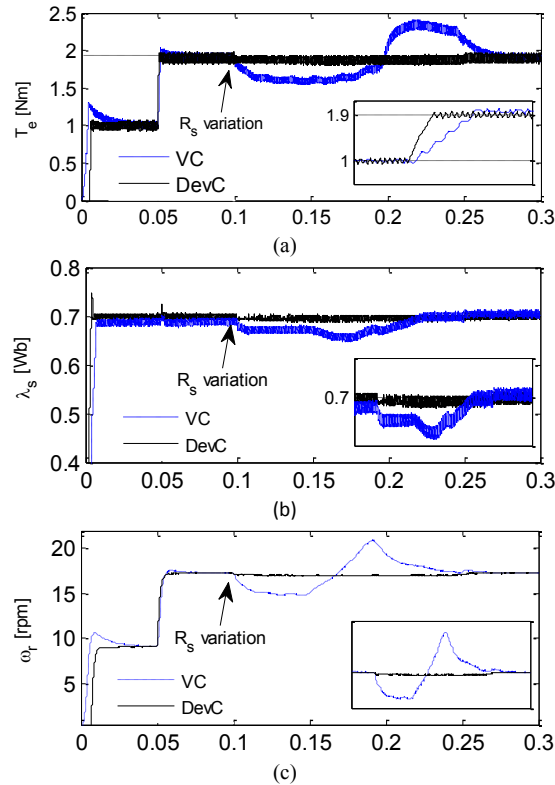 T_e [Nm]
2.5
2
1.5
1
0.5
0
R_s variation
VC
DevC
1.9
1
0 0.05 0.1 0.15 0.2 0.25 0.3
(a)
λ_s [Wb]
0.8
0.7
0.6
0.5
0.4
R_s variation
VC
DevC
0.7
0 0.05 0.1 0.15 0.2 0.25 0.3
(b)
ω_r [rpm]
20
15
10
5
R_s variation
VC
DevC
0 0.05 0.1 0.15 0.2 0.25 0.3
(c)